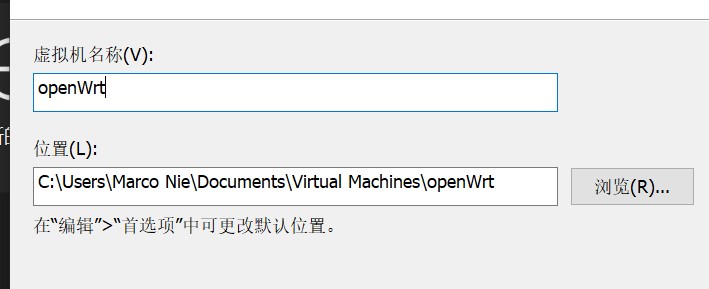 虚拟机名称(V):
openWrt
位置(L):
C:\Users\Marco Nie\Documents\Virtual Machines\openWrt
浏览(R)...
在“编辑”>“首选项”中可更改默认位置。